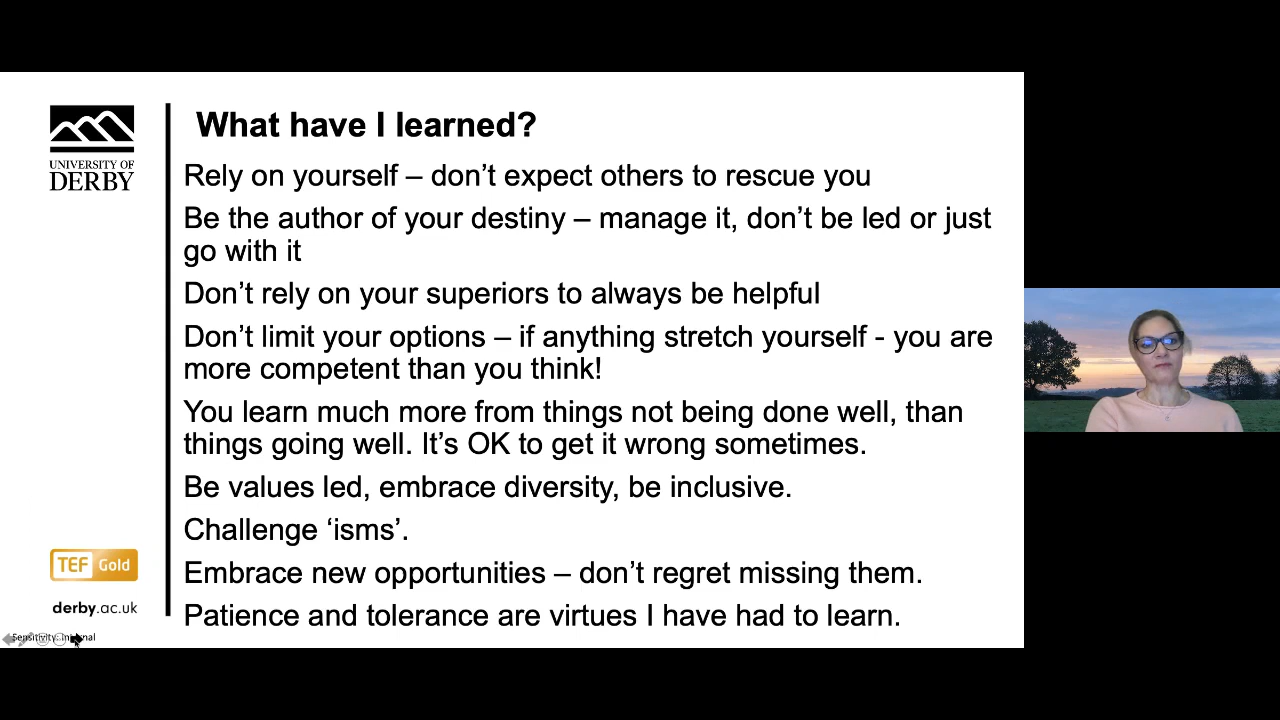 What have I learned?
UNIVERSITY OF
DERBY
Rely on yourself – don’t expect others to rescue you
Be the author of your destiny – manage it, don’t be led or just
go with it
Don’t rely on your superiors to always be helpful
Don’t limit your options – if anything stretch yourself - you are
more competent than you think!
You learn much more from things not being done well, than
things going well. It’s OK to get it wrong sometimes.
Be values led, embrace diversity, be inclusive.
Challenge ‘isms’.
Embrace new opportunities – don’t regret missing them.
Patience and tolerance are virtues I have had to learn.
TEF Gold
derby.ac.uk
Sensitivity: Internal